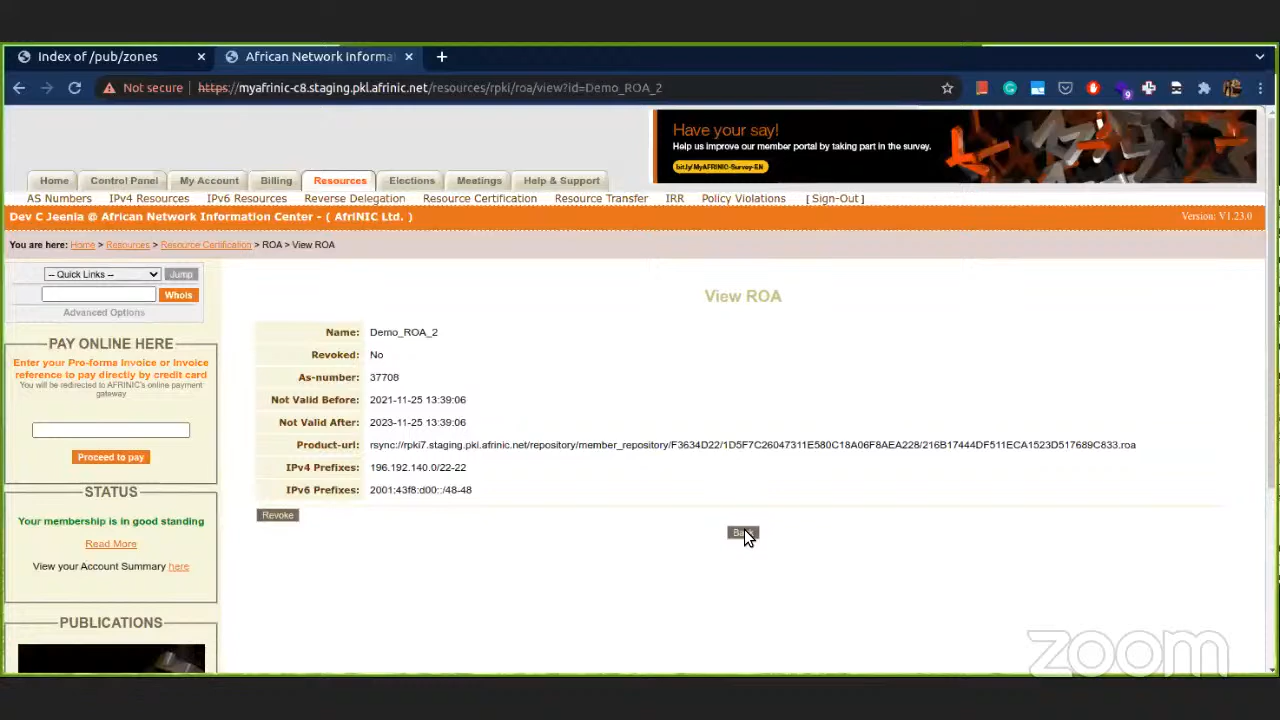 Index of /pub/zones
African Network Informa
Not secure
https://myafrinic-c8.staging.pkl.afrinic.net/resources/rpki/roa/view?id=Demo_ROA_2
9
Have your say!
Help us improve our member portal by taking part in the survey.
bit.ly/MyAFRINIC-Survey-EN
Home Control Panel My Account Billing Resources Elections Meetings Help & Support
AS Numbers IPv4 Resources IPv6 Resources Reverse Delegation Resource Certification Resource Transfer IRR Policy Violations [ Sign-Out ]
Dev C Jeenla @ African Network Information Center - ( AfriNIC Ltd. )
Version: V1.23.0
You are here: Home > Resources > Resource Certification > ROA > View ROA
-- Quick Links --
Jump
Whois
Advanced Options
PAY ONLINE HERE
Enter your Pro-forma Invoice or Invoice
reference to pay directly by credit card
You will be redirected to AFRINIC's online payment
gateway
Proceed to pay
STATUS
Your membership is in good standing
Read More
View your Account Summary here
PUBLICATIONS
View ROA
Name: Demo_ROA_2
Revoked: No
As-number: 37708
Not Valid Before: 2021-11-25 13:39:06
Not Valid After: 2023-11-25 13:39:06
Product-url: rsync://rpki7.staging.pkl.afrinic.net/repository/member_repository/F3634D22/1D5F7C26047311E580C18A06F8AEA228/216B17444DF511ECA1523D517689C833.roa
IPv4 Prefixes: 196.192.140.0/22-22
IPv6 Prefixes: 2001:43f8:d00::/48-48
Revoke
Back
zoom